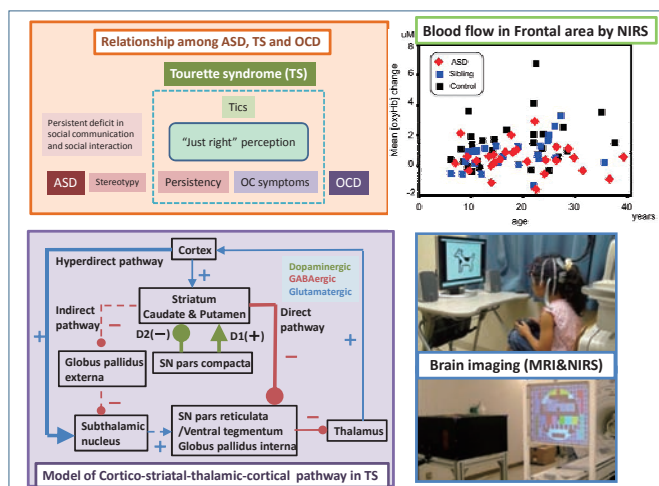 Relationship among ASD, TS and OCD
Tourette syndrome (TS)
Tics
"Just right" perception
Persistent deficit in
social communication
and social interaction
ASD
Stereotypy
Persistency
OC symptoms
OCD
Blood flow in Frontal area by NIRS
uM
8
6
4
2
0
-2
Mean [oxyHb] change
ASD
Sibling
Control
0
10
20
30
40
years
age
Cortex
Hyperdirect pathway
+
Dopaminergic
GABAergic
Glutamatergic
Striatum
Caudate & Putamen
Indirect
pathway
Direct
pathway
−
D2(−)
D1(+)
−
+
+
Globus pallidus
externa
SN pars compacta
−
Subthalamic
nucleus
+
SN pars reticulata
/Ventral tegmentum
Globus pallidus interna
−
Thalamus
Model of Cortico-striatal-thalamic-cortical pathway in TS
Brain imaging (MRI&NIRS)